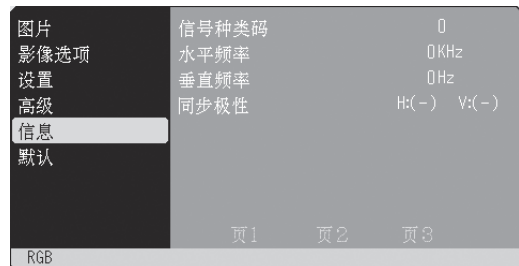 图片
影像选项
设置
高级
信息
默认
信号种类码 0
水平频率 0KHz
垂直频率 0Hz
同步极性 H:(-) V:(-)
页1 页2 页3
RGB